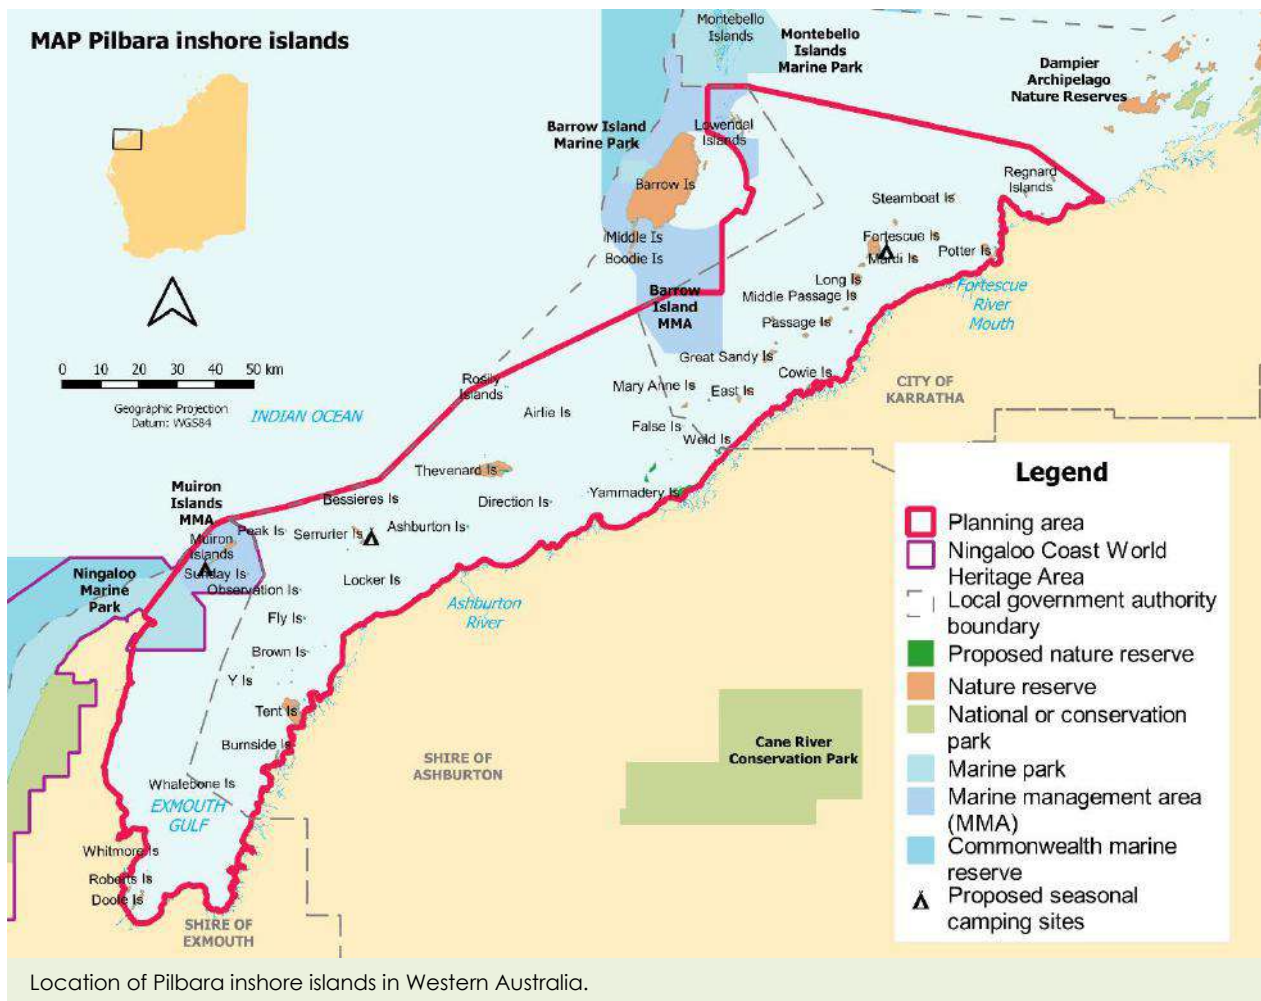 MAP Pilbara inshore islands
Montebello
Islands
Montebello
Islands
Marine Park
Dampier
Archipelago
Nature Reserves
Barrow Island
Marine Park
Lowendal
Islands
Barrow Is
Regnard
Islands
Steamboat Is
Middle Is
Boodie Is
Fortescue Is
Mardi Is
Potter Is
Long Is
Middle Passage Is
Fortescue
River
Mouth
Barrow
Island
MMA
Passage Is
Great Sandy Is
Cowie Is
0 10 20 30 40 50 km
Geographic Projection
Datum: WGS84
INDIAN OCEAN
Rosily
Islands
Airlie Is
Mary Anne Is
East Is
CITY OF
KARRATHA
False Is
Weld Is
Thevenard Is
Muiron
Islands
MMA
Bessieres Is
Direction Is
Yammadery Is
Peak Is
Serrurier Is
Ashburton Is
Muiron
Islands
Sunday Is
Observation Is
Locker Is
Ningaloo
Marine
Park
Fly Is
Ashburton
River
Brown Is
Y Is
Tent Is
Burnside Is
SHIRE OF
ASHBURTON
Cane River
Conservation Park
Whalebone Is
EXMOUTH
GULF
Whitmore Is
Roberts Is
Doole Is
SHIRE OF
EXMOUTH
Legend
Planning area
Ningaloo Coast World
Heritage Area
Local government authority
boundary
Proposed nature reserve
Nature reserve
National or conservation
park
Marine park
Marine management area
(MMA)
Commonwealth marine
reserve
Proposed seasonal
camping sites
Location of Pilbara inshore islands in Western Australia.